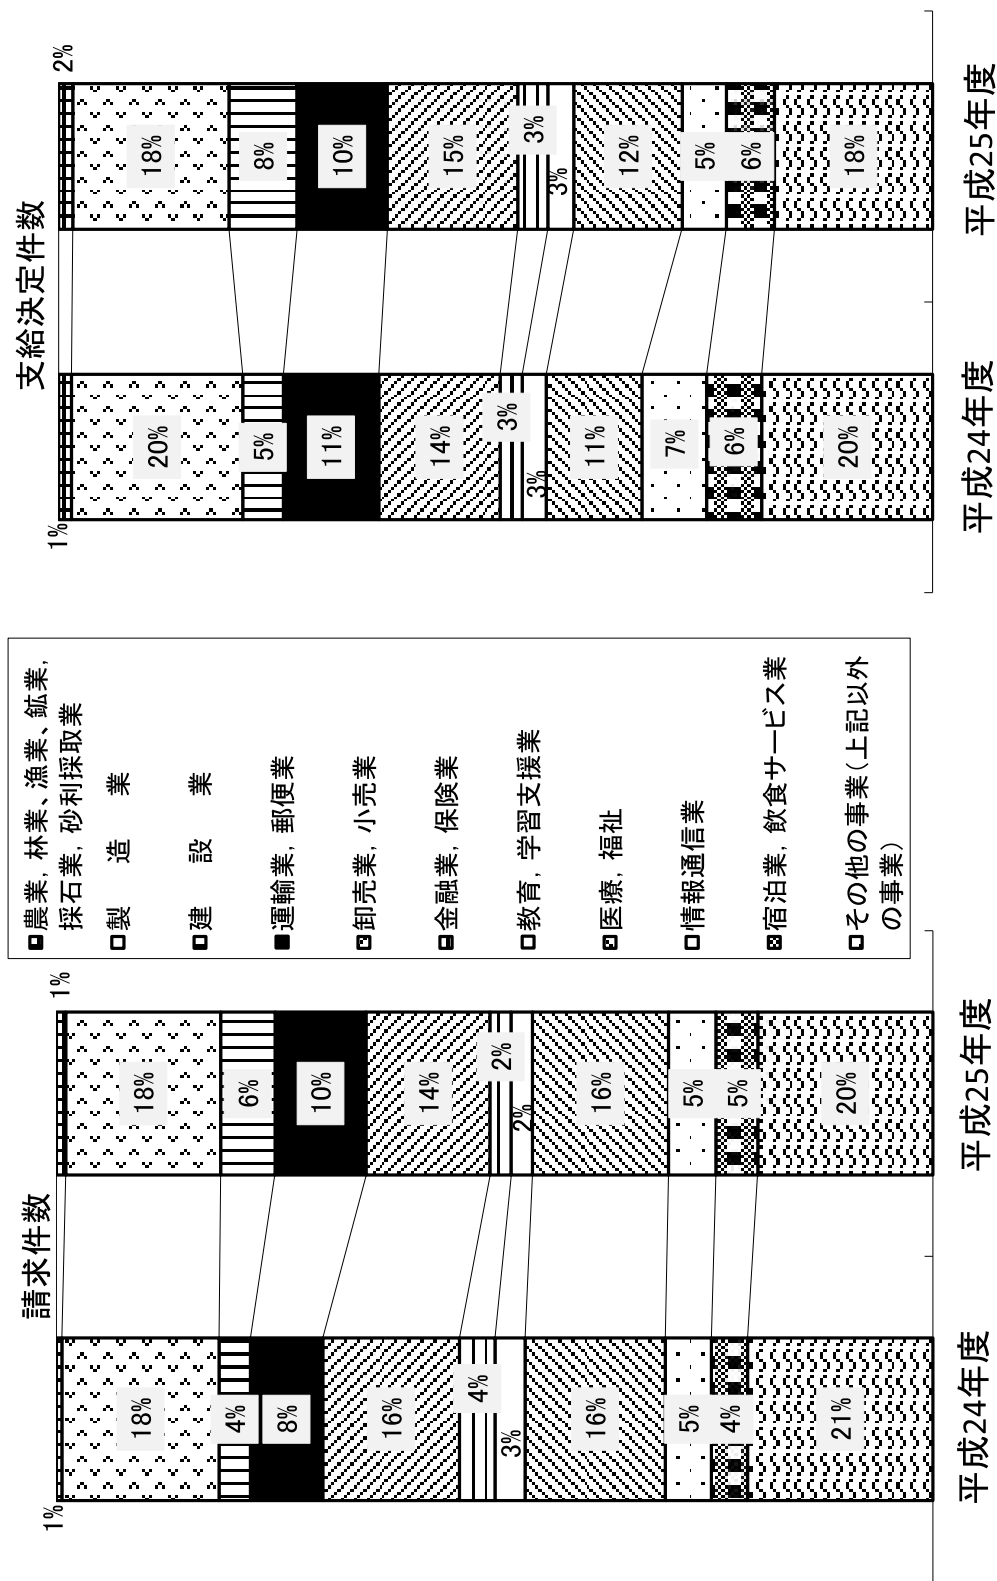 支給決定件数
1%
20%
5%
11%
14%
3%
3%
11%
7%
6%
20%
平成24年度
2%
18%
8%
10%
15%
3%
3%
12%
5%
6%
18%
平成25年度
農業，林業、漁業、鉱業，
採石業，砂利採取業
製造業
建設業
運輸業，郵便業
卸売業，小売業
金融業，保険業
教育，学習支援業
医療，福祉
情報通信業
宿泊業，飲食サービス業
その他の事業（上記以外
の事業）
請求件数
1%
18%
4%
8%
16%
4%
3%
16%
5%
4%
21%
平成24年度
1%
18%
6%
10%
14%
2%
2%
16%
5%
5%
20%
平成25年度